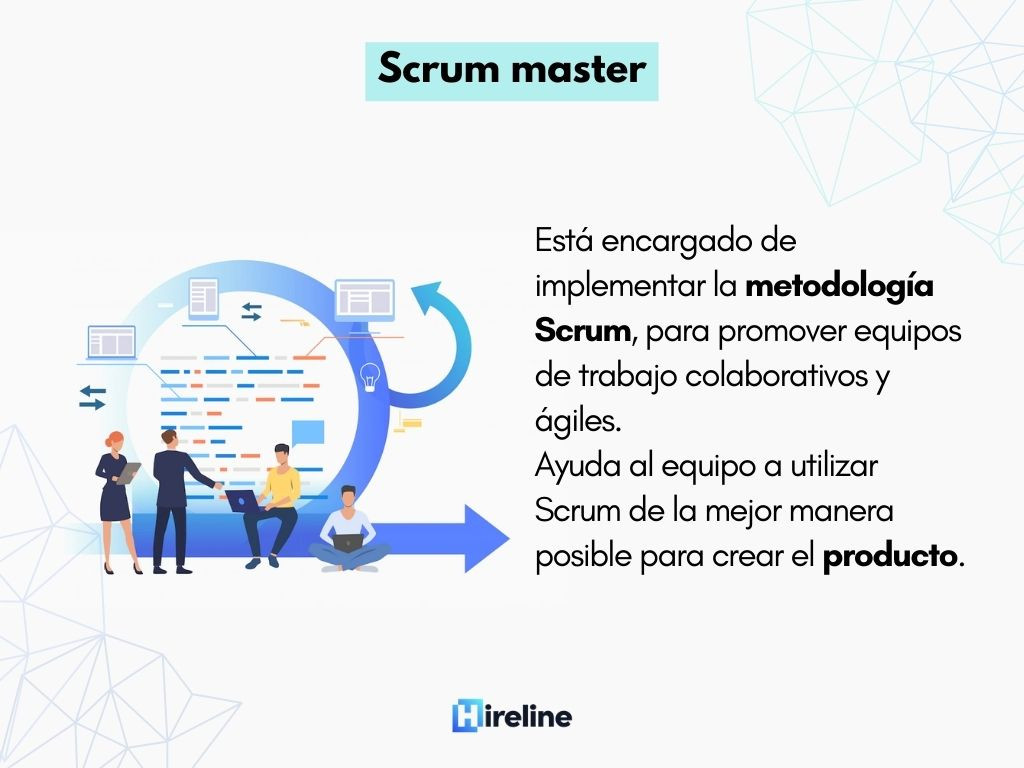 Scrum master
Está encargado de
implementar la metodología
Scrum, para promover equipos
de trabajo colaborativos y
ágiles.
Ayuda al equipo a utilizar
Scrum de la mejor manera
posible para crear el producto.
Hireline